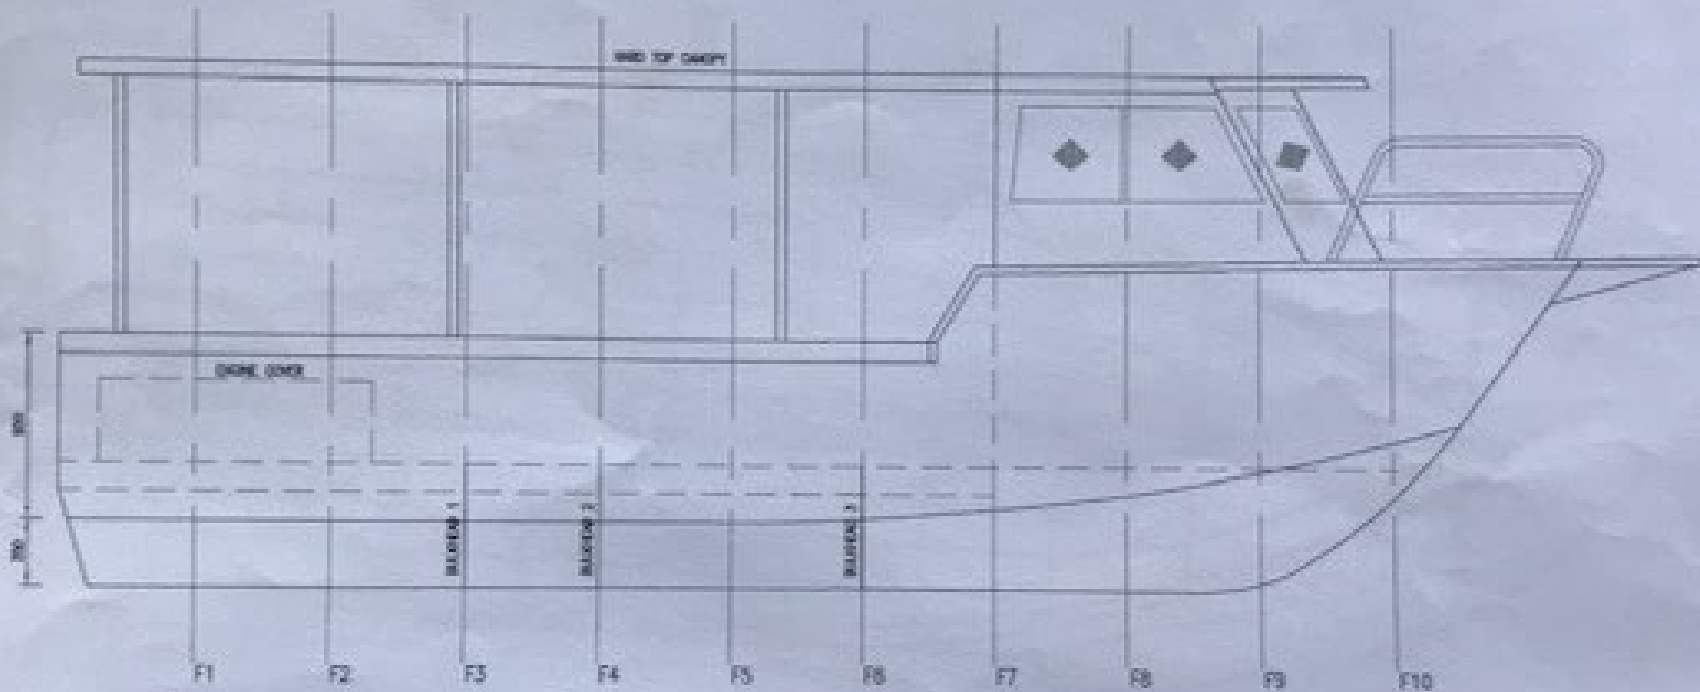 HARD TOP CANOPY
ENGINE COVER
BULKHEAD 1
BULKHEAD 2
BULKHEAD 3
F1
F2
F3
F4
F5
F6
F7
F8
F9
F10